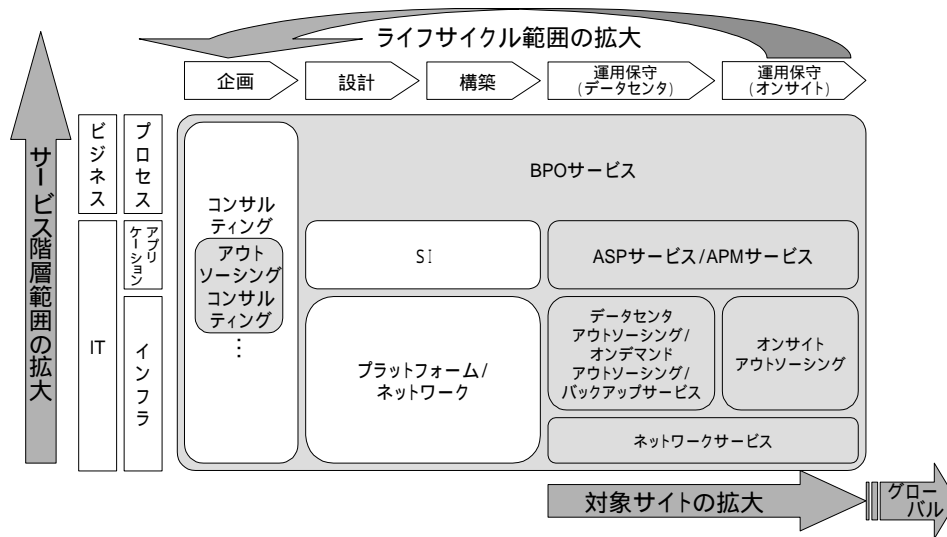 ライフサイクル範囲の拡大
企画
設計
構築
運用保守
(データセンタ)
運用保守
(オンサイト)
サービス階層範囲の拡大
ビジネス
プロセス
IT
アプリ
ケーション
インフラ
BPOサービス
コンサル
ティング
アウト
ソーシング
コンサル
ティング
⋮
SI
ASPサービス/APMサービス
プラットフォーム/
ネットワーク
データセンタ
アウトソーシング/
オンデマンド
アウトソーシング/
バックアップサービス
オンサイト
アウトソーシング
ネットワークサービス
対象サイトの拡大
グロー
バル